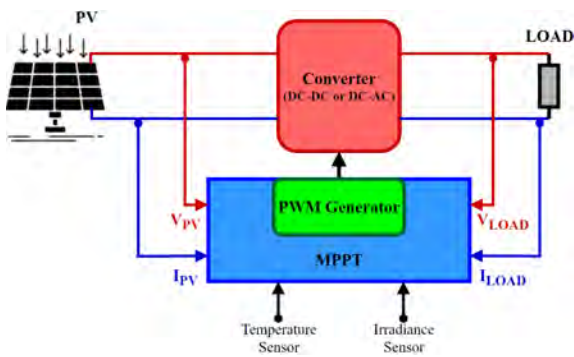 PV
LOAD
Converter
(DC-DC or DC-AC)
PWM Generator
VPV
VLOAD
MPPT
IPV
ILOAD
Temperature
Sensor
Irradiance
Sensor